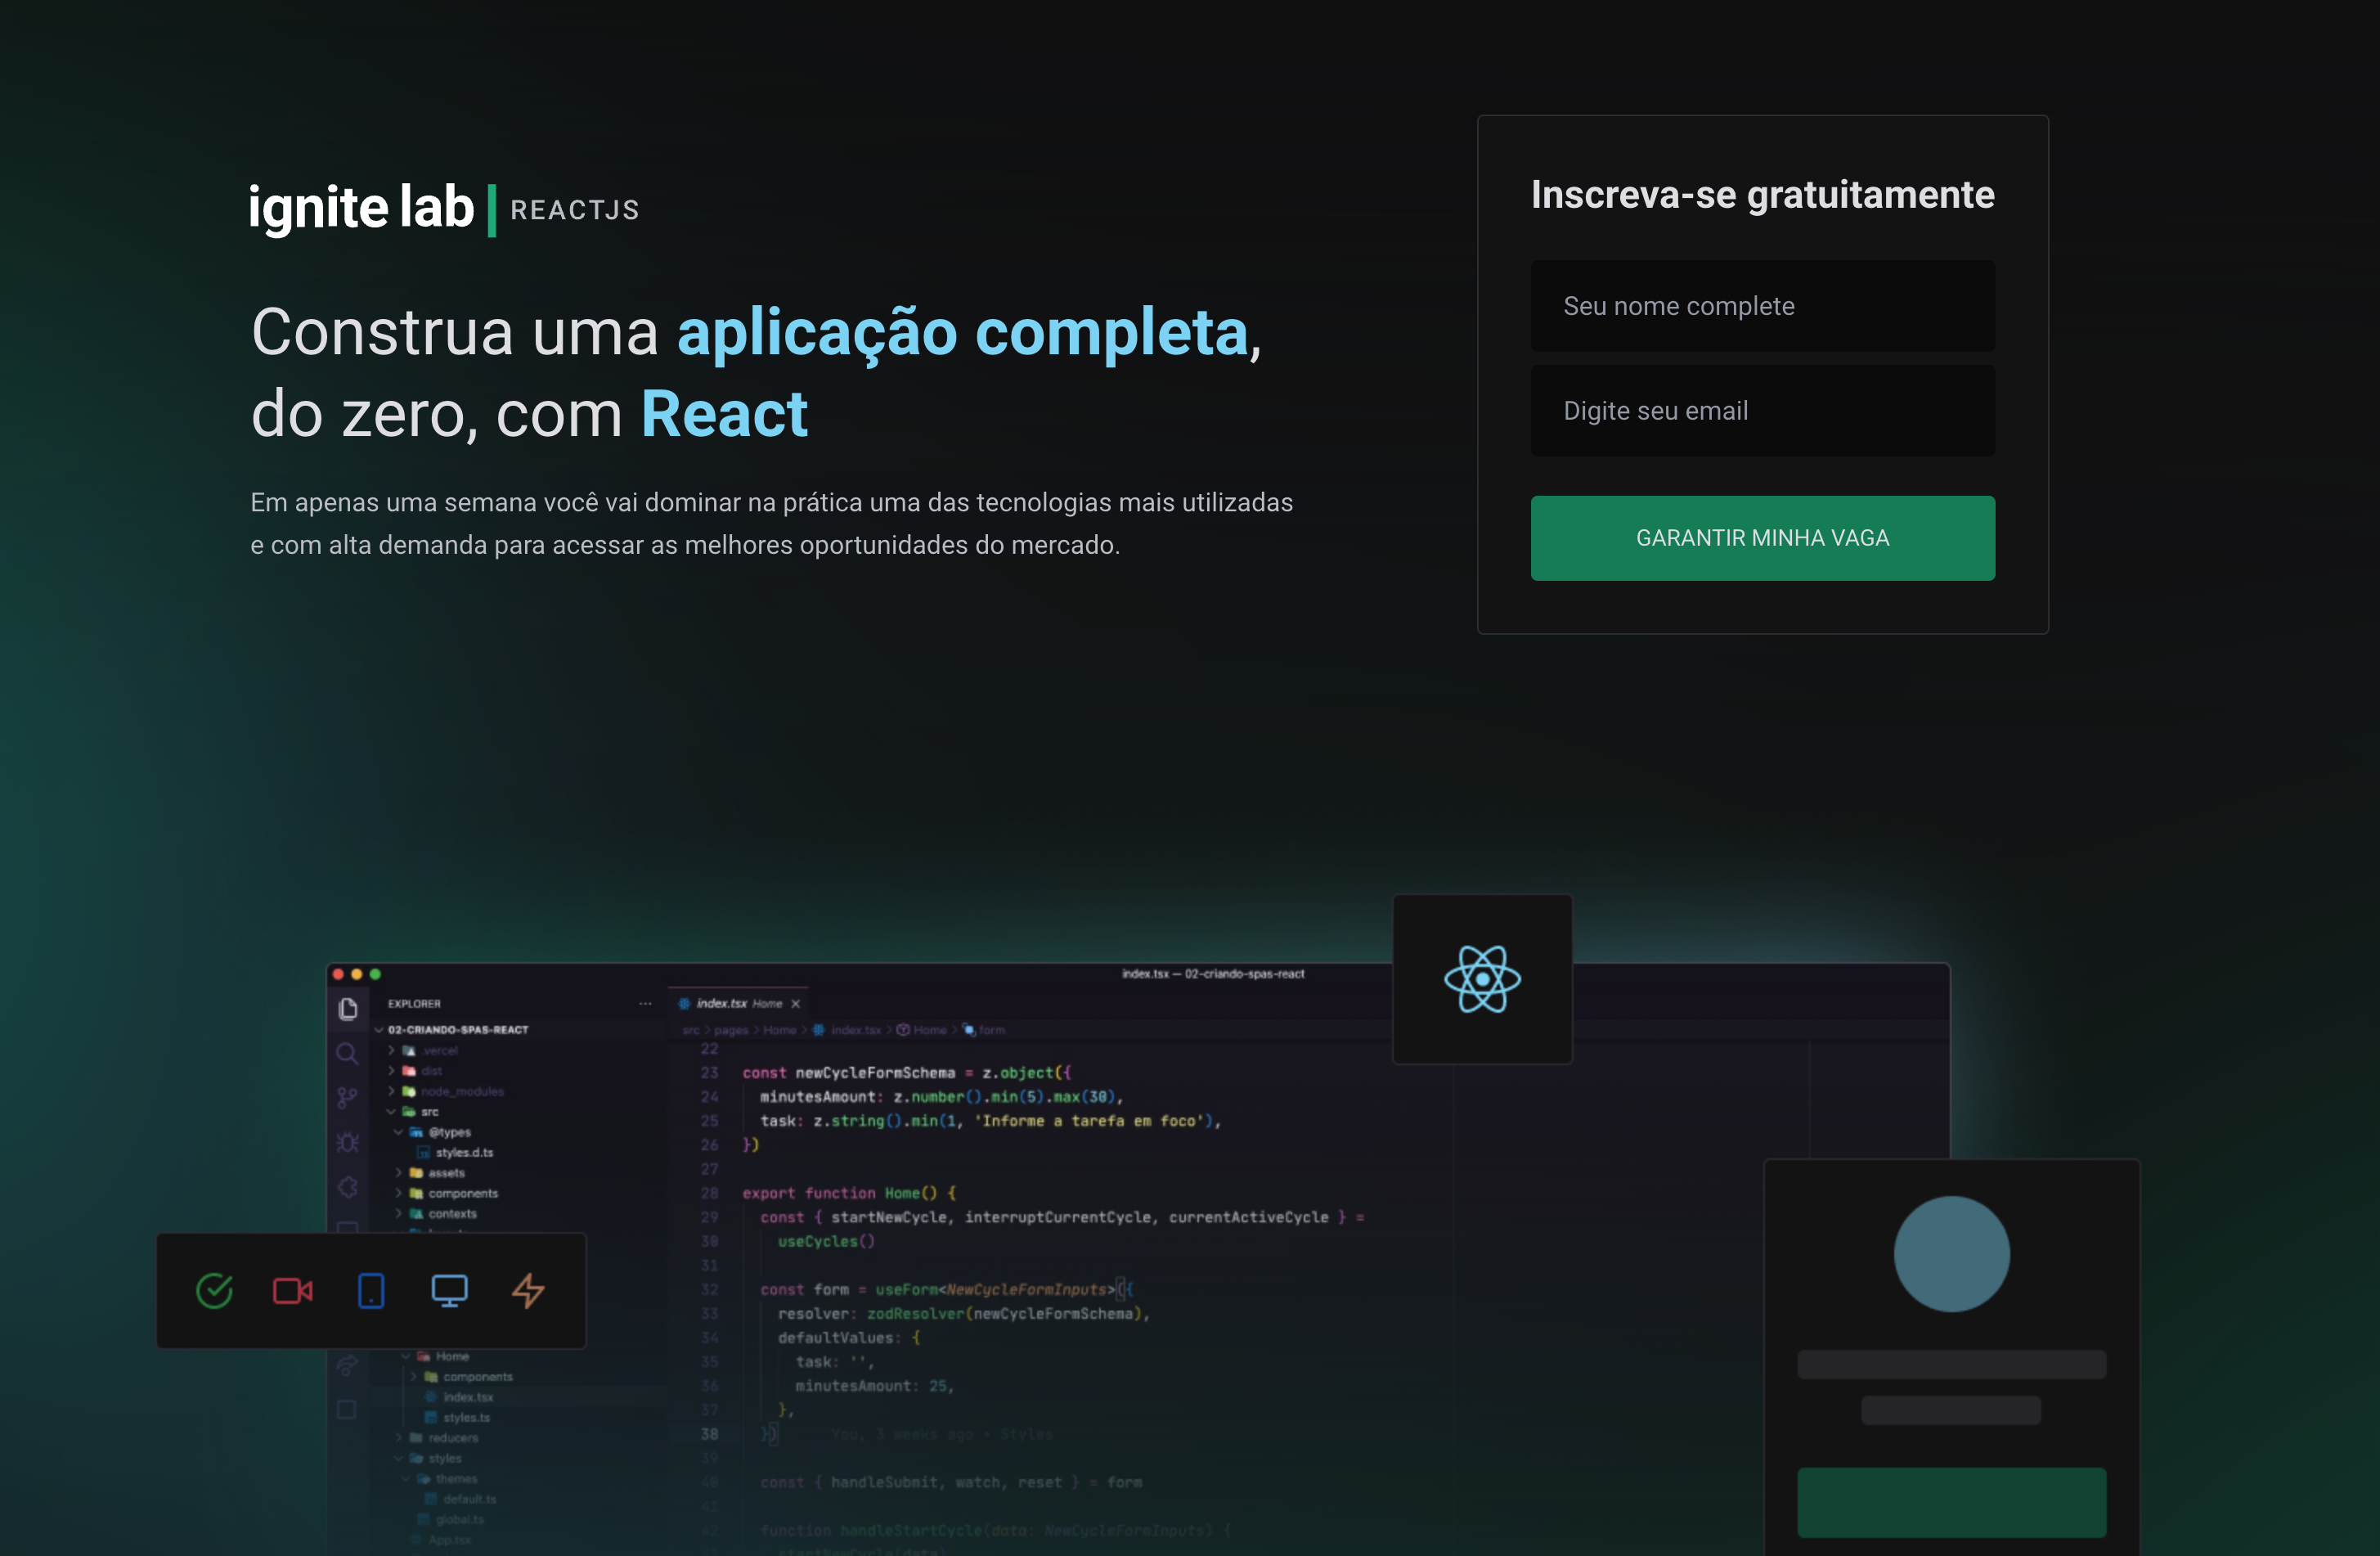 ignite lab | REACTJS
Construa uma aplicação completa,
do zero, com React
Em apenas uma semana você vai dominar na prática uma das tecnologias mais utilizadas
e com alta demanda para acessar as melhores oportunidades do mercado.
Inscreva-se gratuitamente
Seu nome complete
Digite seu email
GARANTIR MINHA VAGA
index.tsx — 02-criando-spas-react
EXPLORER ···
02-CRIANDO-SPAS-REACT
.vercel
dist
node_modules
src
@types
styles.d.ts
assets
components
contexts
Home
components
index.tsx
styles.ts
reducers
styles
themes
default.ts
global.ts
App.tsx
index.tsx Home ×
src > pages > Home > index.tsx > Home > form
22
23 const newCycleFormSchema = z.object({
24 minutesAmount: z.number().min(5).max(30),
25 task: z.string().min(1, 'Informe a tarefa em foco'),
26 })
27
28 export function Home() {
29 const { startNewCycle, interruptCurrentCycle, currentActiveCycle } =
30 useCycles()
31
32 const form = useForm<NewCycleFormInputs>({
33 resolver: zodResolver(newCycleFormSchema),
34 defaultValues: {
35 task: '',
36 minutesAmount: 25,
37 },
38 }) You, 3 weeks ago • Styles
39
40 const { handleSubmit, watch, reset } = form
41
42 function handleStartCycle(data: NewCycleFormInputs) {
startNewCycle(data)